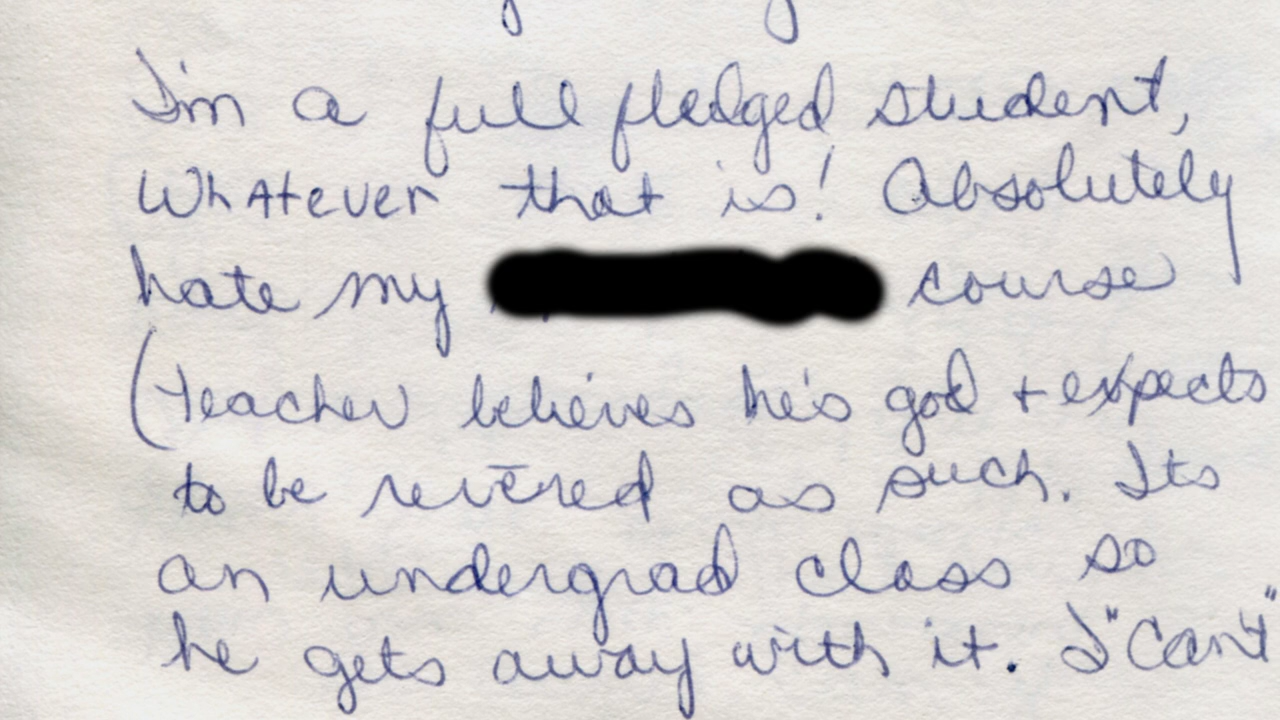 I'm a full fledged student,
Whatever that is! Absolutely
hate my course
(teacher believes he's god + expects
to be revēred as such. Its
an undergrad class so
he gets away with it. I "Can't"